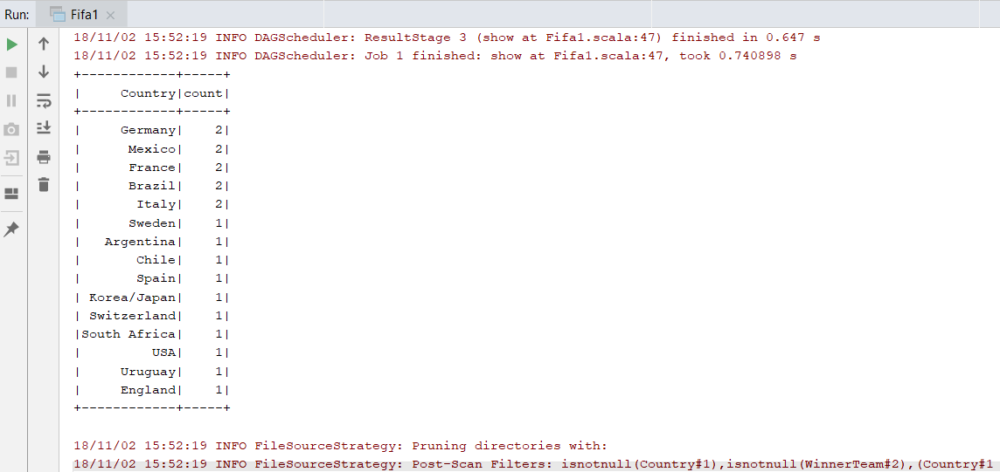 Run: Fifa1
18/11/02 15:52:19 INFO DAGScheduler: ResultStage 3 (show at Fifa1.scala:47) finished in 0.647 s
18/11/02 15:52:19 INFO DAGScheduler: Job 1 finished: show at Fifa1.scala:47, took 0.740898 s
+------------+-----+
|     Country|count|
+------------+-----+
|     Germany|    2|
|      Mexico|    2|
|      France|    2|
|      Brazil|    2|
|       Italy|    2|
|      Sweden|    1|
|   Argentina|    1|
|       Chile|    1|
|       Spain|    1|
| Korea/Japan|    1|
| Switzerland|    1|
|South Africa|    1|
|         USA|    1|
|     Uruguay|    1|
|     England|    1|
+------------+-----+
18/11/02 15:52:19 INFO FileSourceStrategy: Pruning directories with:
18/11/02 15:52:19 INFO FileSourceStrategy: Post-Scan Filters: isnotnull(Country#1),isnotnull(WinnerTeam#2),(Country#1